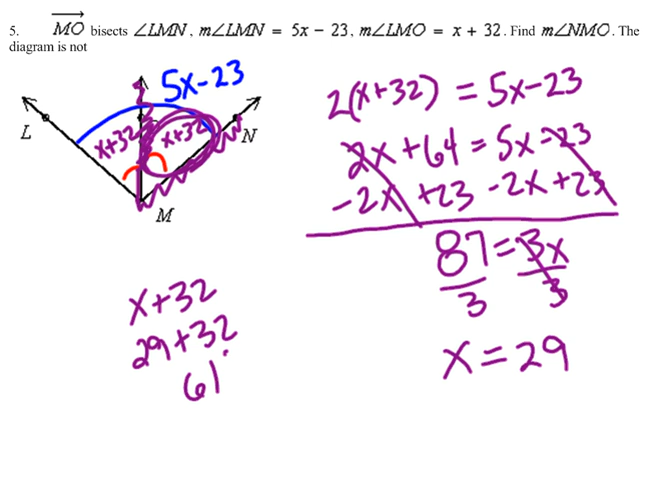 5. MO bisects ∠LMN, m∠LMN = 5x − 23, m∠LMO = x + 32. Find m∠NMO. The
diagram is not
5x-23
L
x+32
x+32
N
M
2(x+32) = 5x-23
2x+64 = 5x-23
-2x +23 -2x+23
87 = 3x
3 3
x = 29
x+32
29+32
61